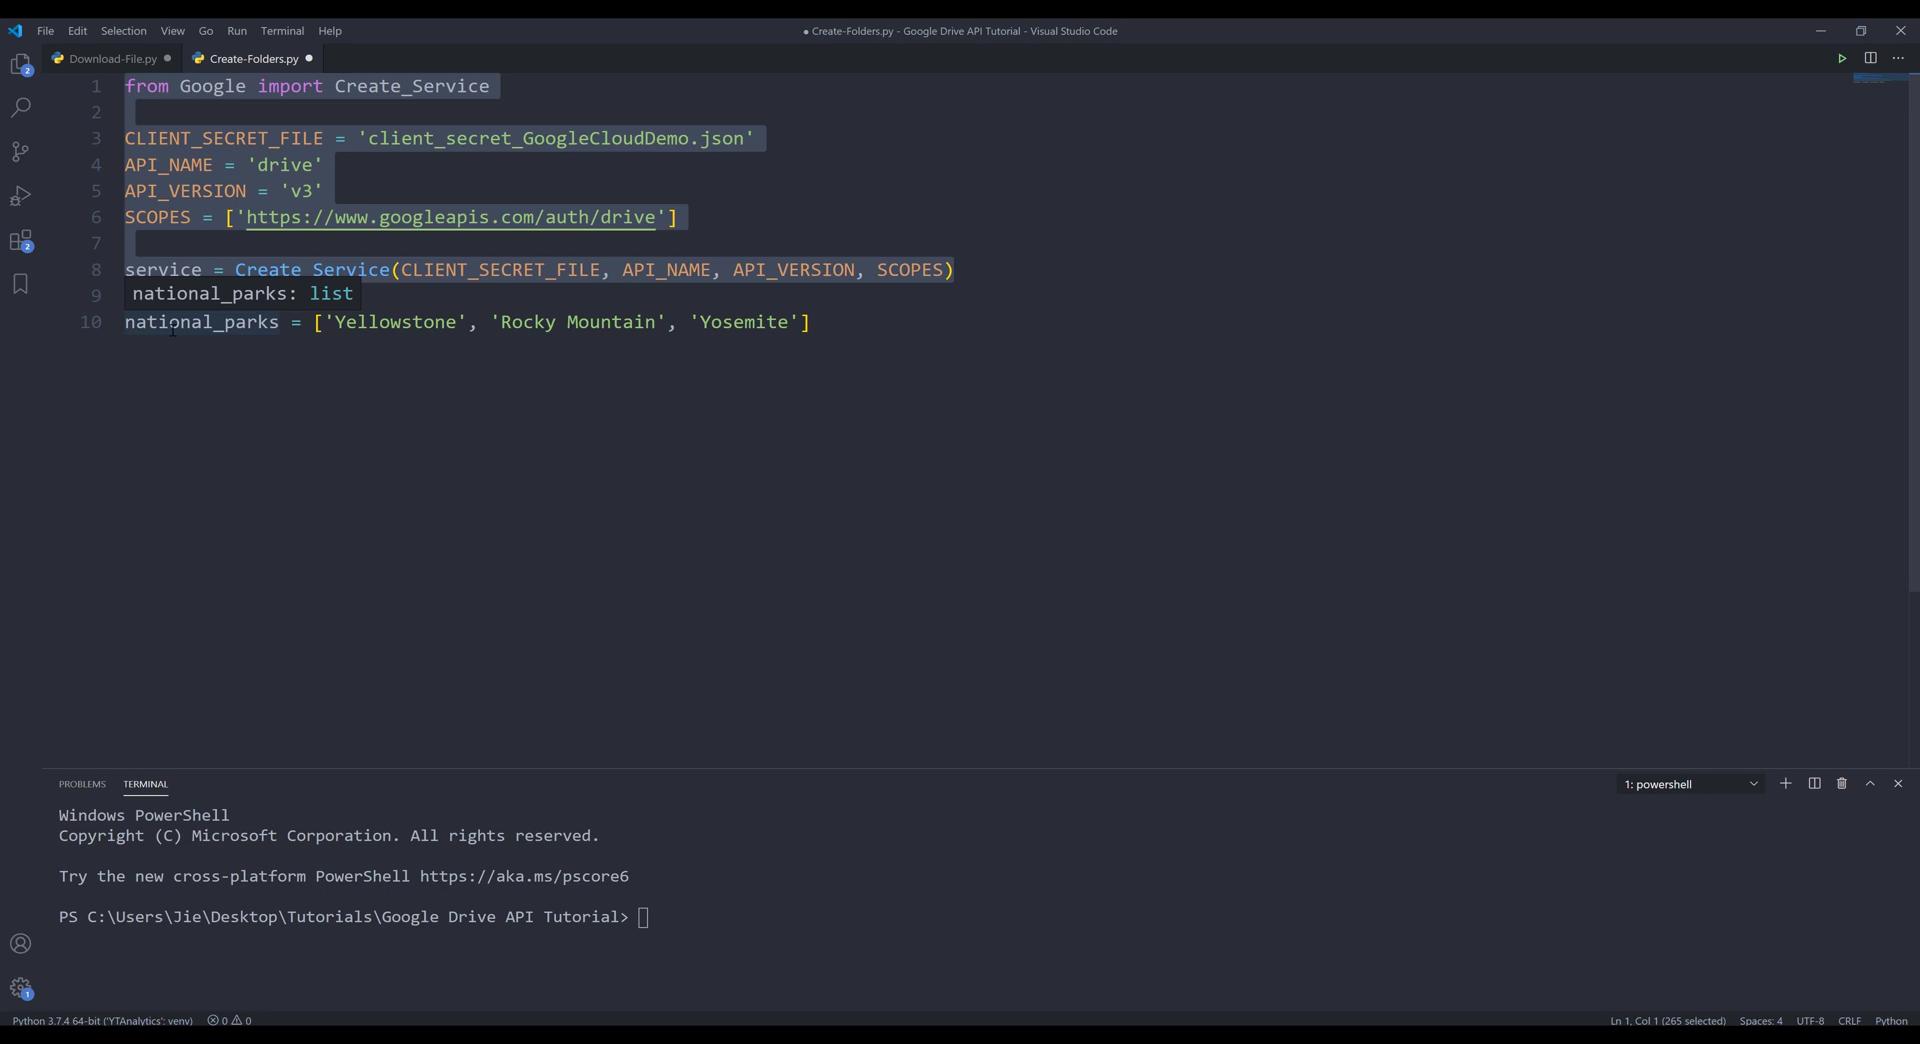 File Edit Selection View Go Run Terminal Help
● Create-Folders.py - Google Drive API Tutorial - Visual Studio Code
Download-File.py
Create-Folders.py
1 from Google import Create_Service
2
3 CLIENT_SECRET_FILE = 'client_secret_GoogleCloudDemo.json'
4 API_NAME = 'drive'
5 API_VERSION = 'v3'
6 SCOPES = ['https://www.googleapis.com/auth/drive']
7
8 service = Create_Service(CLIENT_SECRET_FILE, API_NAME, API_VERSION, SCOPES)
9
national_parks: list
10 national_parks = ['Yellowstone', 'Rocky Mountain', 'Yosemite']
2
2
1
PROBLEMS TERMINAL
1: powershell
Windows PowerShell
Copyright (C) Microsoft Corporation. All rights reserved.
Try the new cross-platform PowerShell https://aka.ms/pscore6
PS C:\Users\Jie\Desktop\Tutorials\Google Drive API Tutorial>
Python 3.7.4 64-bit ('YTAnalytics': venv) 0 0
Ln 1, Col 1 (265 selected) Spaces: 4 UTF-8 CRLF Python